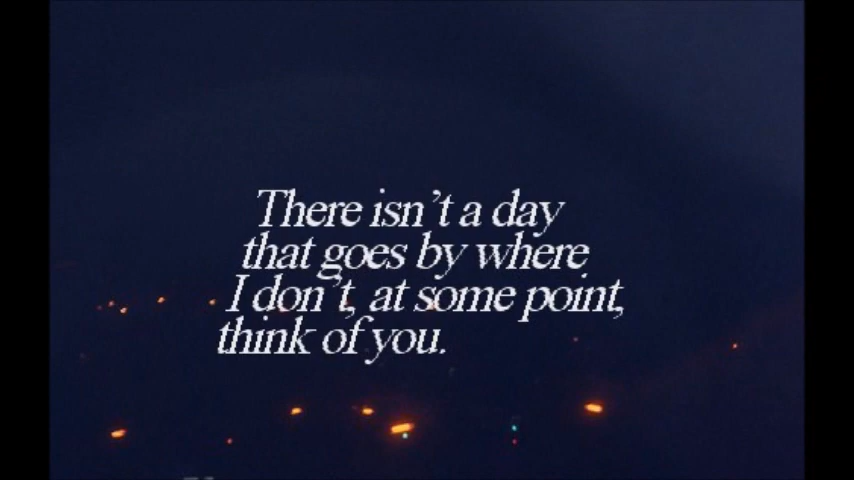 There isn't a day
that goes by where
I don't, at some point,
think of you.